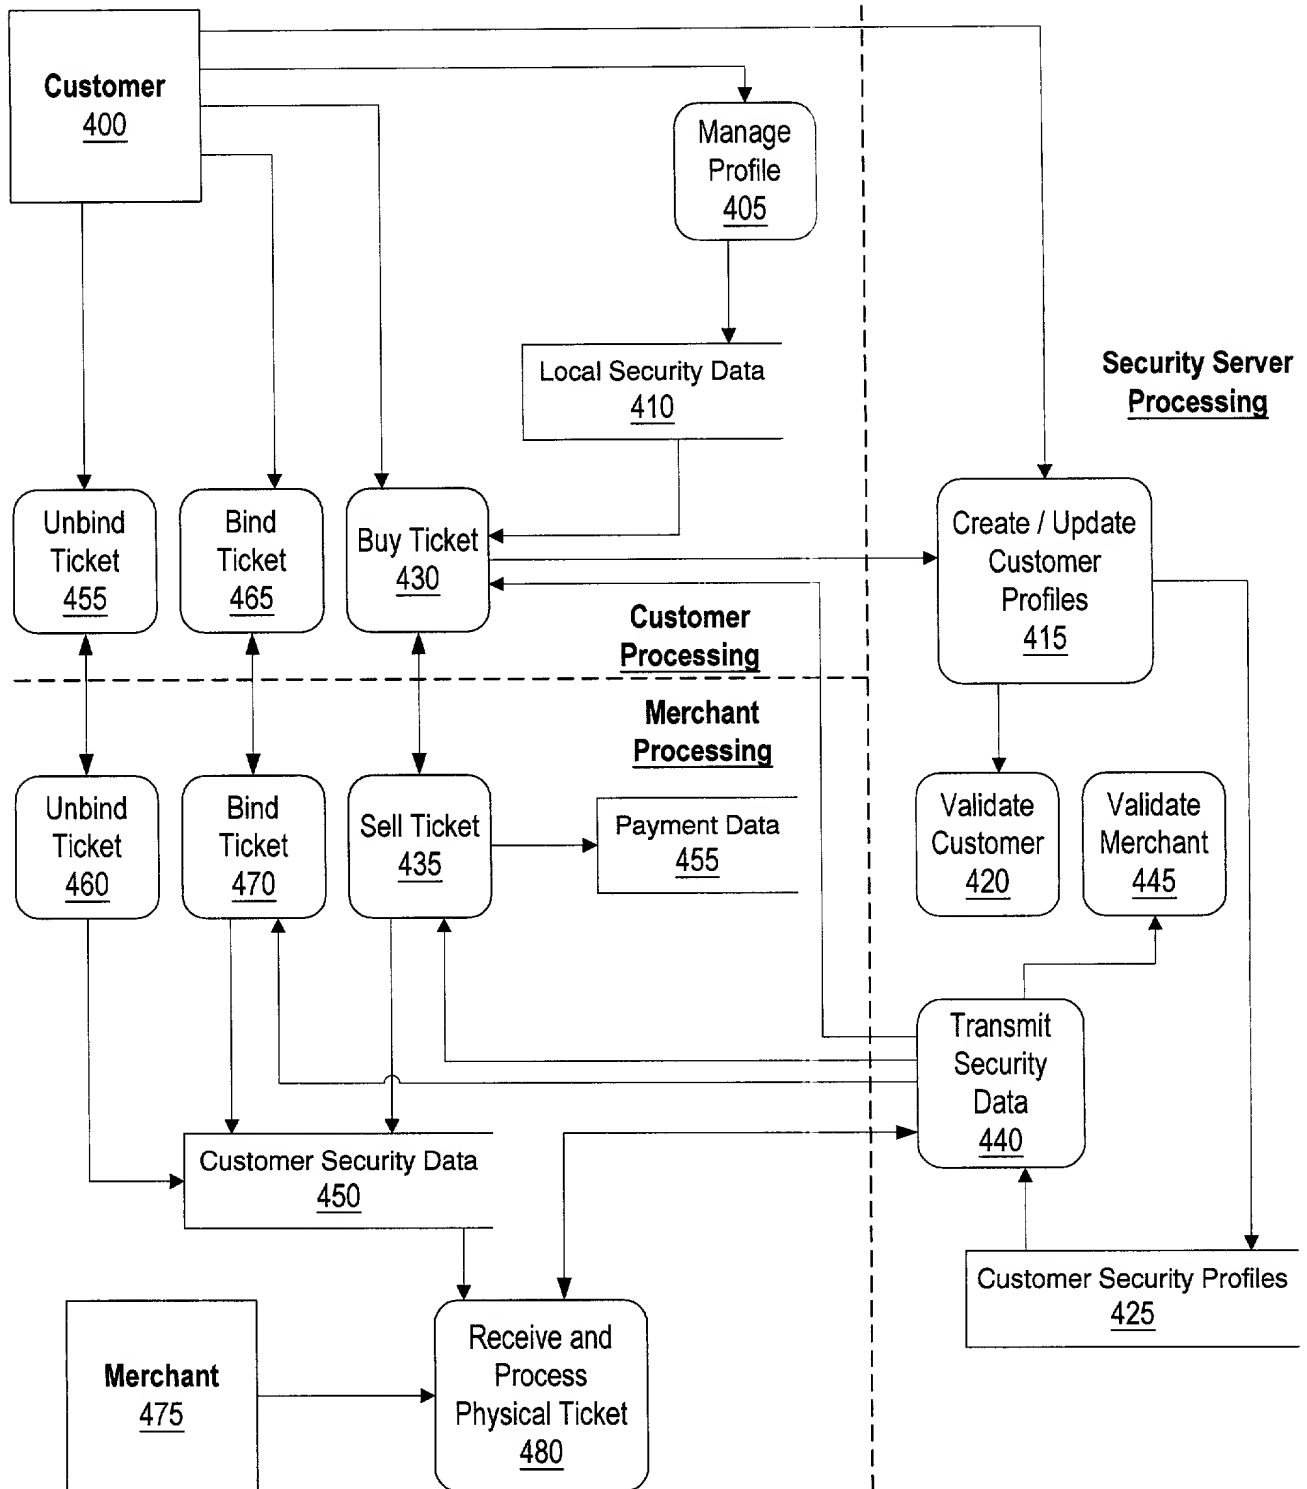 Customer
400
Manage
Profile
405
Local Security Data
410
Security Server
Processing
Unbind
Ticket
455
Bind
Ticket
465
Buy Ticket
430
Create / Update
Customer
Profiles
415
Customer
Processing
Merchant
Processing
Unbind
Ticket
460
Bind
Ticket
470
Sell Ticket
435
Payment Data
455
Validate
Customer
420
Validate
Merchant
445
Transmit
Security
Data
440
Customer Security Data
450
Customer Security Profiles
425
Merchant
475
Receive and
Process
Physical Ticket
480